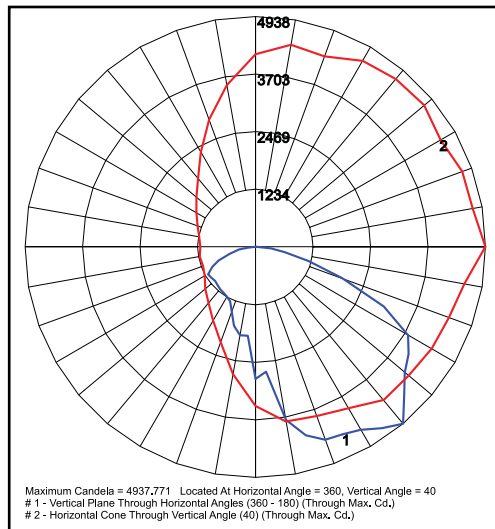 4938
3703
2469
2
1234
1
Maximum Candela = 4937.771 Located At Horizontal Angle = 360, Vertical Angle = 40
# 1 - Vertical Plane Through Horizontal Angles (360 - 180) (Through Max. Cd.)
# 2 - Horizontal Cone Through Vertical Angle (40) (Through Max. Cd.)